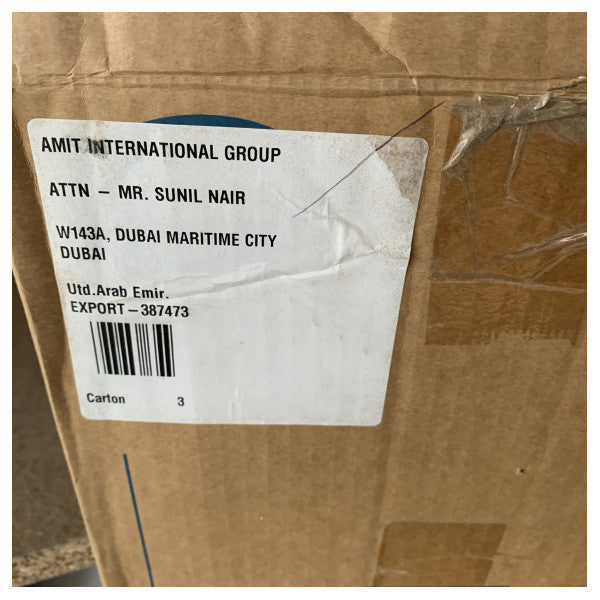 AMIT INTERNATIONAL GROUP
ATTN – MR. SUNIL NAIR
W143A, DUBAI MARITIME CITY
DUBAI
Utd.Arab Emir.
EXPORT – 387473
Carton 3